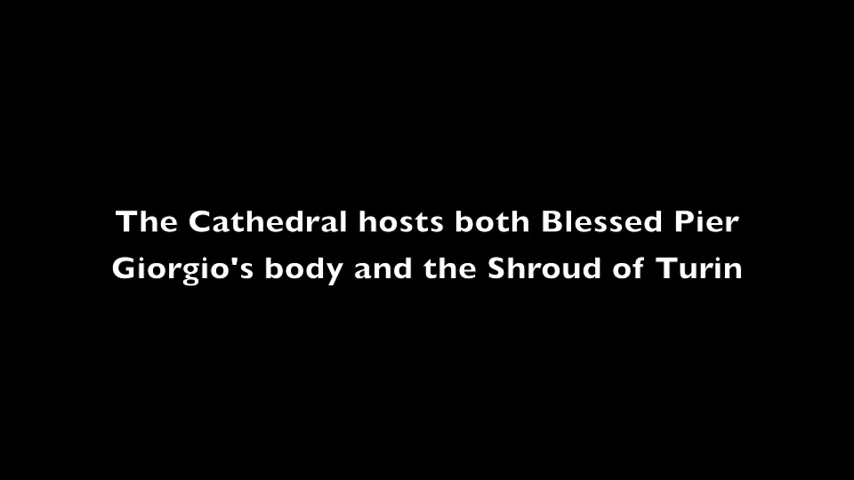 The Cathedral hosts both Blessed Pier
Giorgio's body and the Shroud of Turin